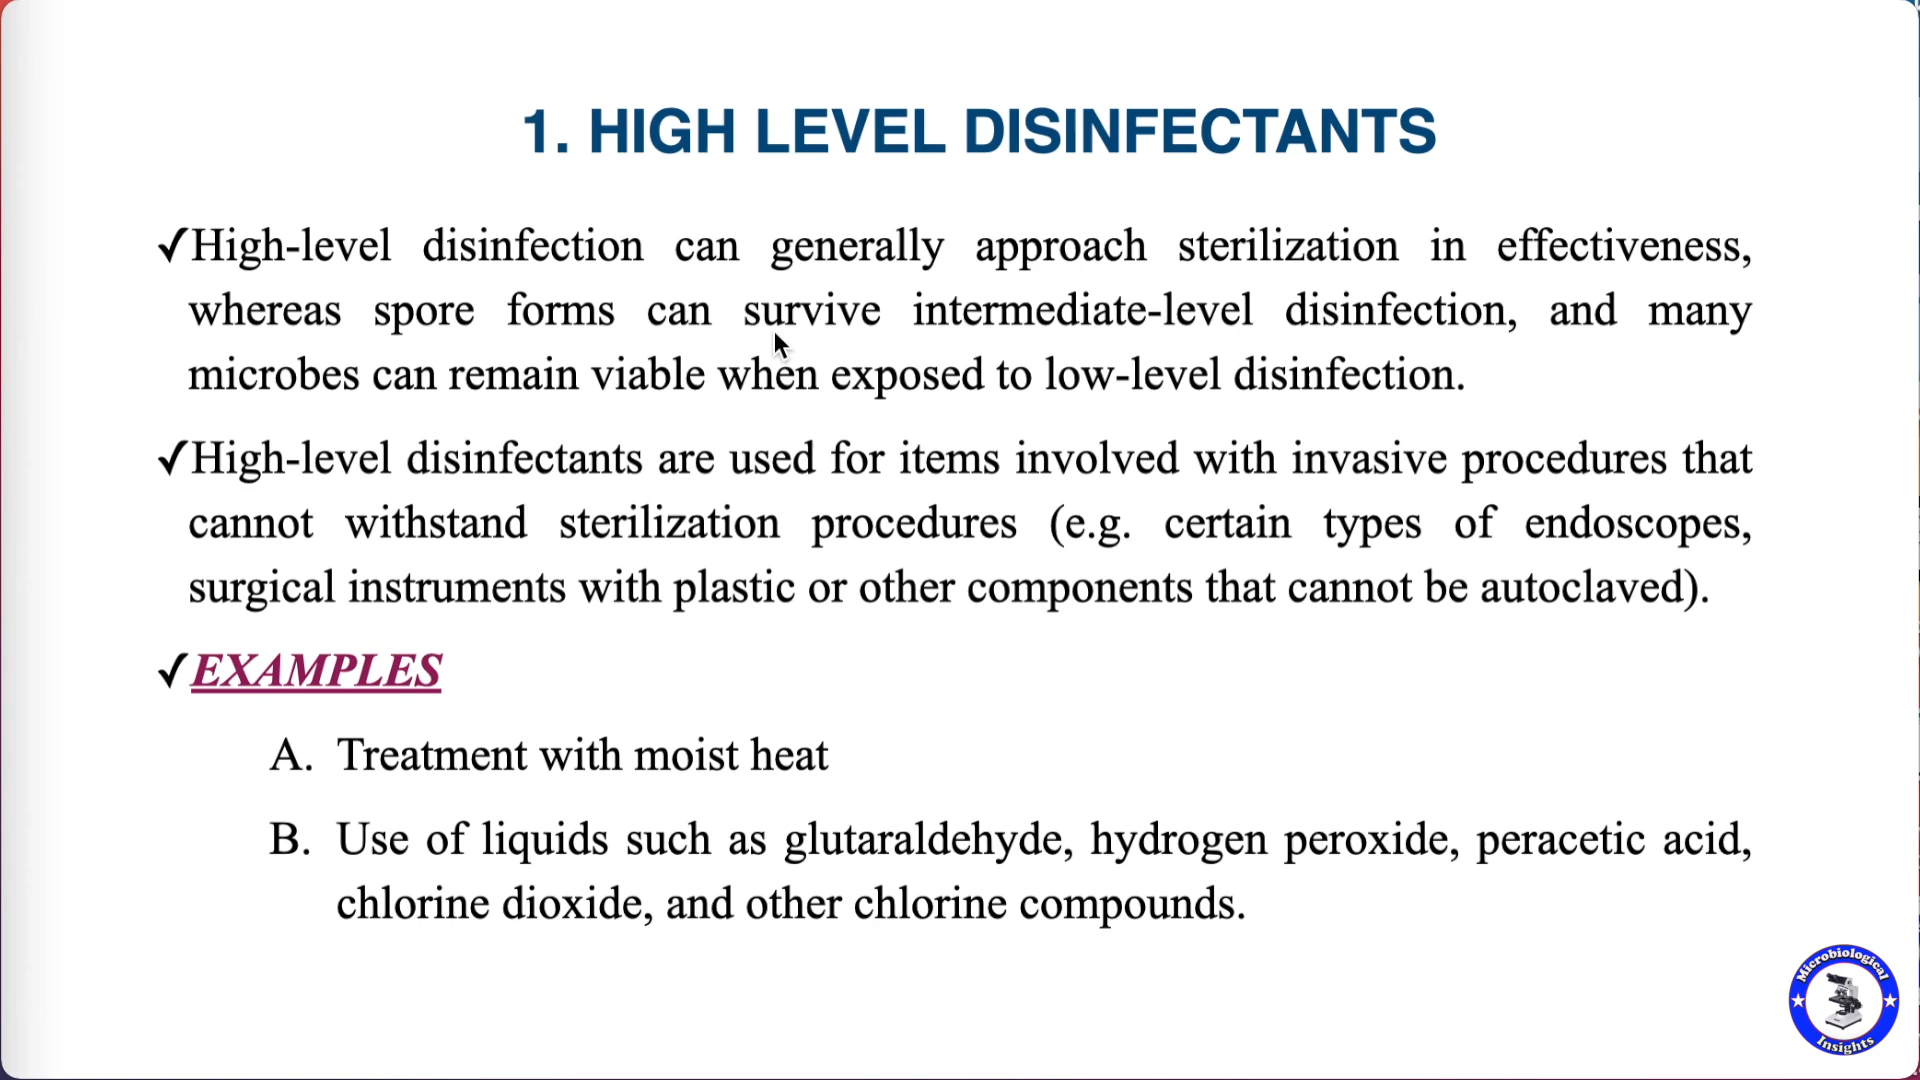 1. HIGH LEVEL DISINFECTANTS
✓High-level disinfection can generally approach sterilization in effectiveness,
whereas spore forms can survive intermediate-level disinfection, and many
microbes can remain viable when exposed to low-level disinfection.
✓High-level disinfectants are used for items involved with invasive procedures that
cannot withstand sterilization procedures (e.g. certain types of endoscopes,
surgical instruments with plastic or other components that cannot be autoclaved).
✓EXAMPLES
A. Treatment with moist heat
B. Use of liquids such as glutaraldehyde, hydrogen peroxide, peracetic acid,
chlorine dioxide, and other chlorine compounds.
Microbiological
Insights